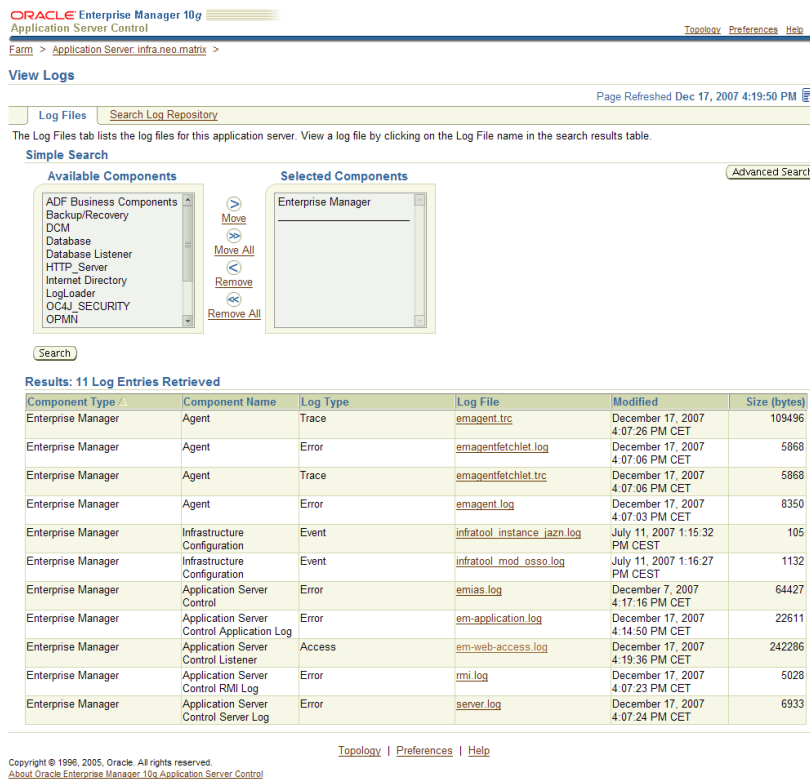 ORACLE Enterprise Manager 10g
Application Server Control
Topology Preferences Help
Farm > Application Server: infra.neo.matrix >
View Logs
Page Refreshed Dec 17, 2007 4:19:50 PM
Log Files Search Log Repository
The Log Files tab lists the log files for this application server. View a log file by clicking on the Log File name in the search results table.
Simple Search
Advanced Search
Available Components
ADF Business Components
Backup/Recovery
DCM
Database
Database Listener
HTTP_Server
Internet Directory
LogLoader
OC4J_SECURITY
OPMN
Move
Move All
Remove
Remove All
Selected Components
Enterprise Manager
Search
Results: 11 Log Entries Retrieved
Component Type Component Name Log Type Log File Modified Size (bytes)
Enterprise Manager Agent Trace emagent.trc December 17, 2007 109496
4:07:26 PM CET
Enterprise Manager Agent Error emagentfetchlet.log December 17, 2007 5868
4:07:06 PM CET
Enterprise Manager Agent Trace emagentfetchlet.trc December 17, 2007 5868
4:07:06 PM CET
Enterprise Manager Agent Error emagent.log December 17, 2007 8350
4:07:03 PM CET
Enterprise Manager Infrastructure Event infratool_instance_jazn.log July 11, 2007 1:15:32 105
Configuration PM CEST
Enterprise Manager Infrastructure Event infratool_mod_osso.log July 11, 2007 1:16:27 1132
Configuration PM CEST
Enterprise Manager Application Server Error emias.log December 7, 2007 64427
Control 4:17:16 PM CET
Enterprise Manager Application Server Error em-application.log December 17, 2007 22611
Control Application Log 4:14:50 PM CET
Enterprise Manager Application Server Access em-web-access.log December 17, 2007 242286
Control Listener 4:19:36 PM CET
Enterprise Manager Application Server Error rmi.log December 17, 2007 5028
Control RMI Log 4:07:23 PM CET
Enterprise Manager Application Server Error server.log December 17, 2007 6933
Control Server Log 4:07:24 PM CET
Topology | Preferences | Help
Copyright © 1996, 2005, Oracle. All rights reserved.
About Oracle Enterprise Manager 10g Application Server Control